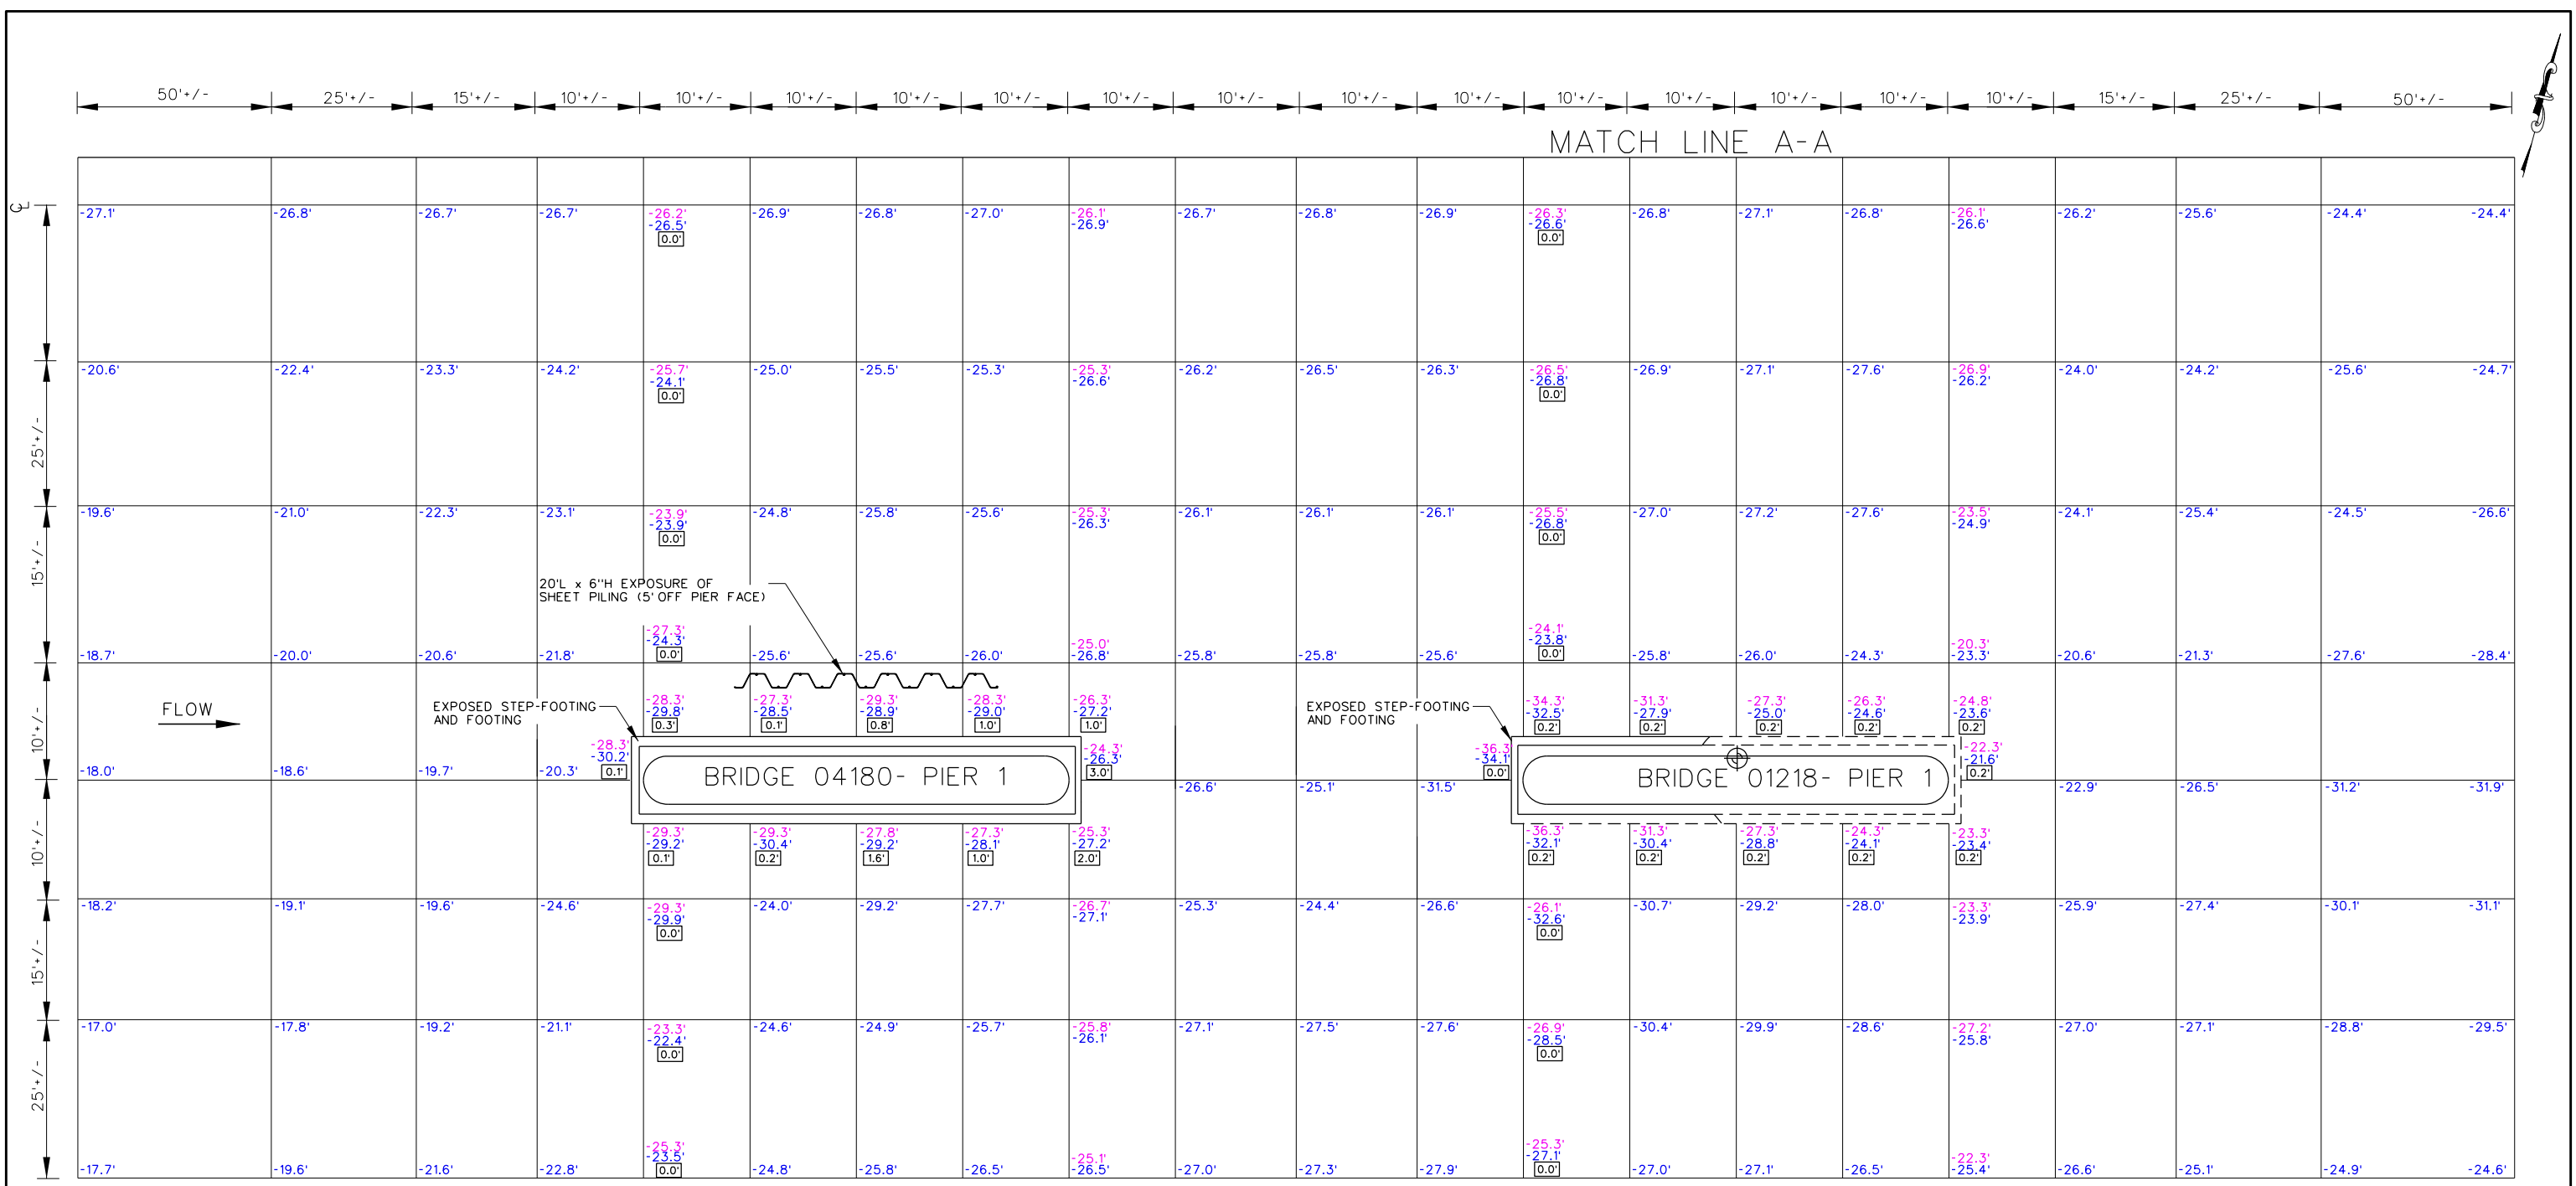 50'+/- 25'+/- 15'+/- 10'+/- 10'+/- 10'+/- 10'+/- 10'+/- 10'+/- 10'+/- 10'+/- 10'+/- 10'+/- 10'+/- 10'+/- 10'+/- 10'+/- 15'+/- 25'+/- 50'+/-
MATCH LINE A-A
CL
-27.1' -26.8' -26.7' -26.7' -26.2' -26.9' -26.8' -27.0' -26.1' -26.7' -26.8' -26.9' -26.3' -26.8' -27.1' -26.8' -26.1' -26.2' -25.6' -24.4' -24.4'
-26.5' -26.9' -26.6' -26.6'
0.0' 0.0'
-20.6' -22.4' -23.3' -24.2' -25.7' -25.0' -25.5' -25.3' -25.3' -26.2' -26.5' -26.3' -26.5' -26.9' -27.1' -27.6' -26.9' -24.0' -24.2' -25.6' -24.7'
-24.1' -26.6' -26.8' -26.2'
0.0' 0.0'
25'+/-
-19.6' -21.0' -22.3' -23.1' -23.9' -24.8' -25.8' -25.6' -25.3' -26.1' -26.1' -26.1' -25.5' -27.0' -27.2' -27.6' -23.5' -24.1' -25.4' -24.5' -26.6'
-23.9' -26.3' -26.8' -24.9'
0.0' 0.0'
15'+/-
20'L x 6"H EXPOSURE OF
SHEET PILING (5' OFF PIER FACE)
-27.3' -25.0' -24.1' -20.3'
-24.3' -23.8'
-18.7' -20.0' -20.6' -21.8' 0.0' -25.6' -25.6' -26.0' -26.8' -25.8' -25.8' -25.6' 0.0' -25.8' -26.0' -24.3' -23.3' -20.6' -21.3' -27.6' -28.4'
10'+/-
FLOW
EXPOSED STEP-FOOTING
AND FOOTING
-28.3' -27.3' -29.3' -28.3' -26.3'
-29.8' -28.5' -28.9' -29.0' -27.2'
0.3' 0.1' 0.8' 1.0' 1.0'
EXPOSED STEP-FOOTING
AND FOOTING
-34.3' -31.3' -27.3' -26.3' -24.8'
-32.5' -27.9' -25.0' -24.6' -23.6'
0.2' 0.2' 0.2' 0.2' 0.2'
-28.3' -24.3' -36.3' -22.3'
-30.2' -26.3' -34.1' -21.6'
0.1' 3.0' 0.0' 0.2'
-18.0' -18.6' -19.7' -20.3' BRIDGE 04180- PIER 1 -26.6' -25.1' -31.5' BRIDGE 01218- PIER 1 -22.9' -26.5' -31.2' -31.9'
10'+/-
-29.3' -29.3' -27.8' -27.3' -25.3' -36.3' -31.3' -27.3' -24.3' -23.3'
-29.2' -30.4' -29.2' -28.1' -27.2' -32.1' -30.4' -28.8' -24.1' -23.4'
0.1' 0.2' 1.6' 1.0' 2.0' 0.2' 0.2' 0.2' 0.2' 0.2'
-18.2' -19.1' -19.6' -24.6' -29.3' -24.0' -29.2' -27.7' -26.7' -25.3' -24.4' -26.6' -26.1' -30.7' -29.2' -28.0' -23.3' -25.9' -27.4' -30.1' -31.1'
-29.9' -27.1' -32.6' -23.9'
0.0' 0.0'
15'+/-
-17.0' -17.8' -19.2' -21.1' -23.3' -24.6' -24.9' -25.7' -25.8' -27.1' -27.5' -27.6' -26.9' -30.4' -29.9' -28.6' -27.2' -27.0' -27.1' -28.8' -29.5'
-22.4' -26.1' -28.5' -25.8'
0.0' 0.0'
25'+/-
-25.3' -25.1' -25.3' -22.3'
-23.5' -27.1'
-17.7' -19.6' -21.6' -22.8' 0.0' -24.8' -25.8' -26.5' -26.5' -27.0' -27.3' -27.9' 0.0' -27.0' -27.1' -26.5' -25.4' -26.6' -25.1' -24.9' -24.6'